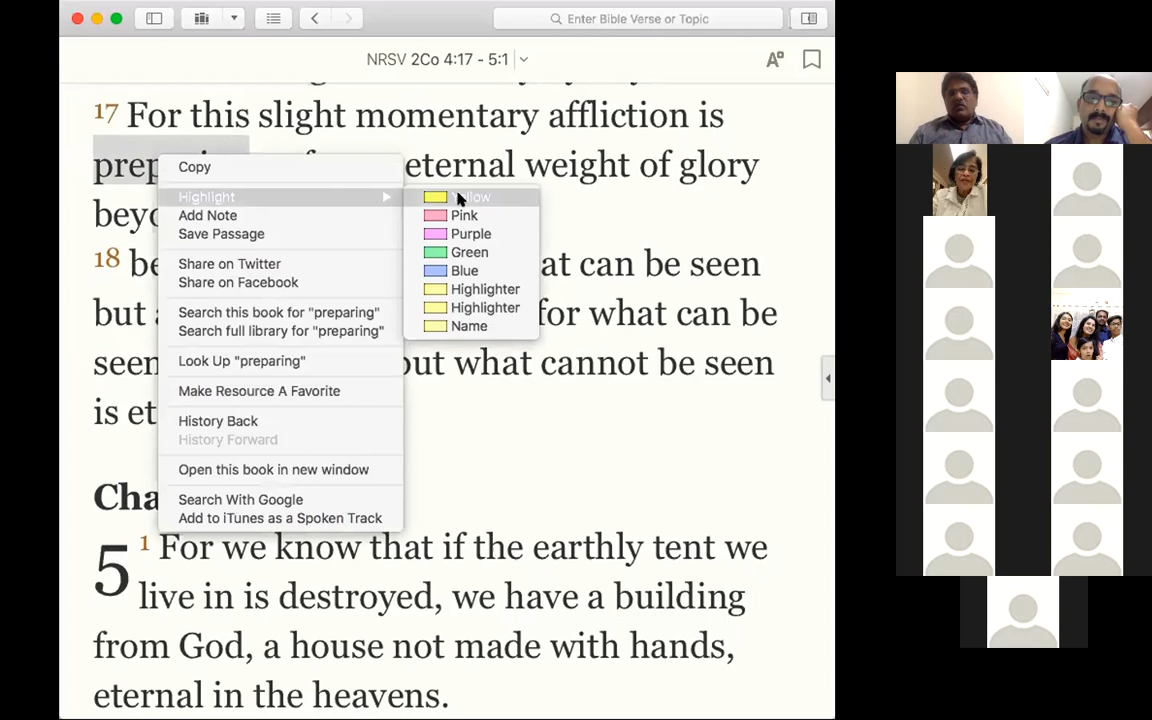 Enter Bible Verse or Topic
NRSV 2Co 4:17 - 5:1
17 For this slight momentary affliction is
eternal weight of glory
18
at can be seen
but
for what can be
seen
but what cannot be seen
is
5 1 For we know that if the earthly tent we
live in is destroyed, we have a building
from God, a house not made with hands,
eternal in the heavens.
Copy
Highlight
Add Note
Save Passage
Share on Twitter
Share on Facebook
Search this book for "preparing"
Search full library for "preparing"
Look Up "preparing"
Make Resource A Favorite
History Back
History Forward
Open this book in new window
Search With Google
Add to iTunes as a Spoken Track
Yellow
Pink
Purple
Green
Blue
Highlighter
Highlighter
Name